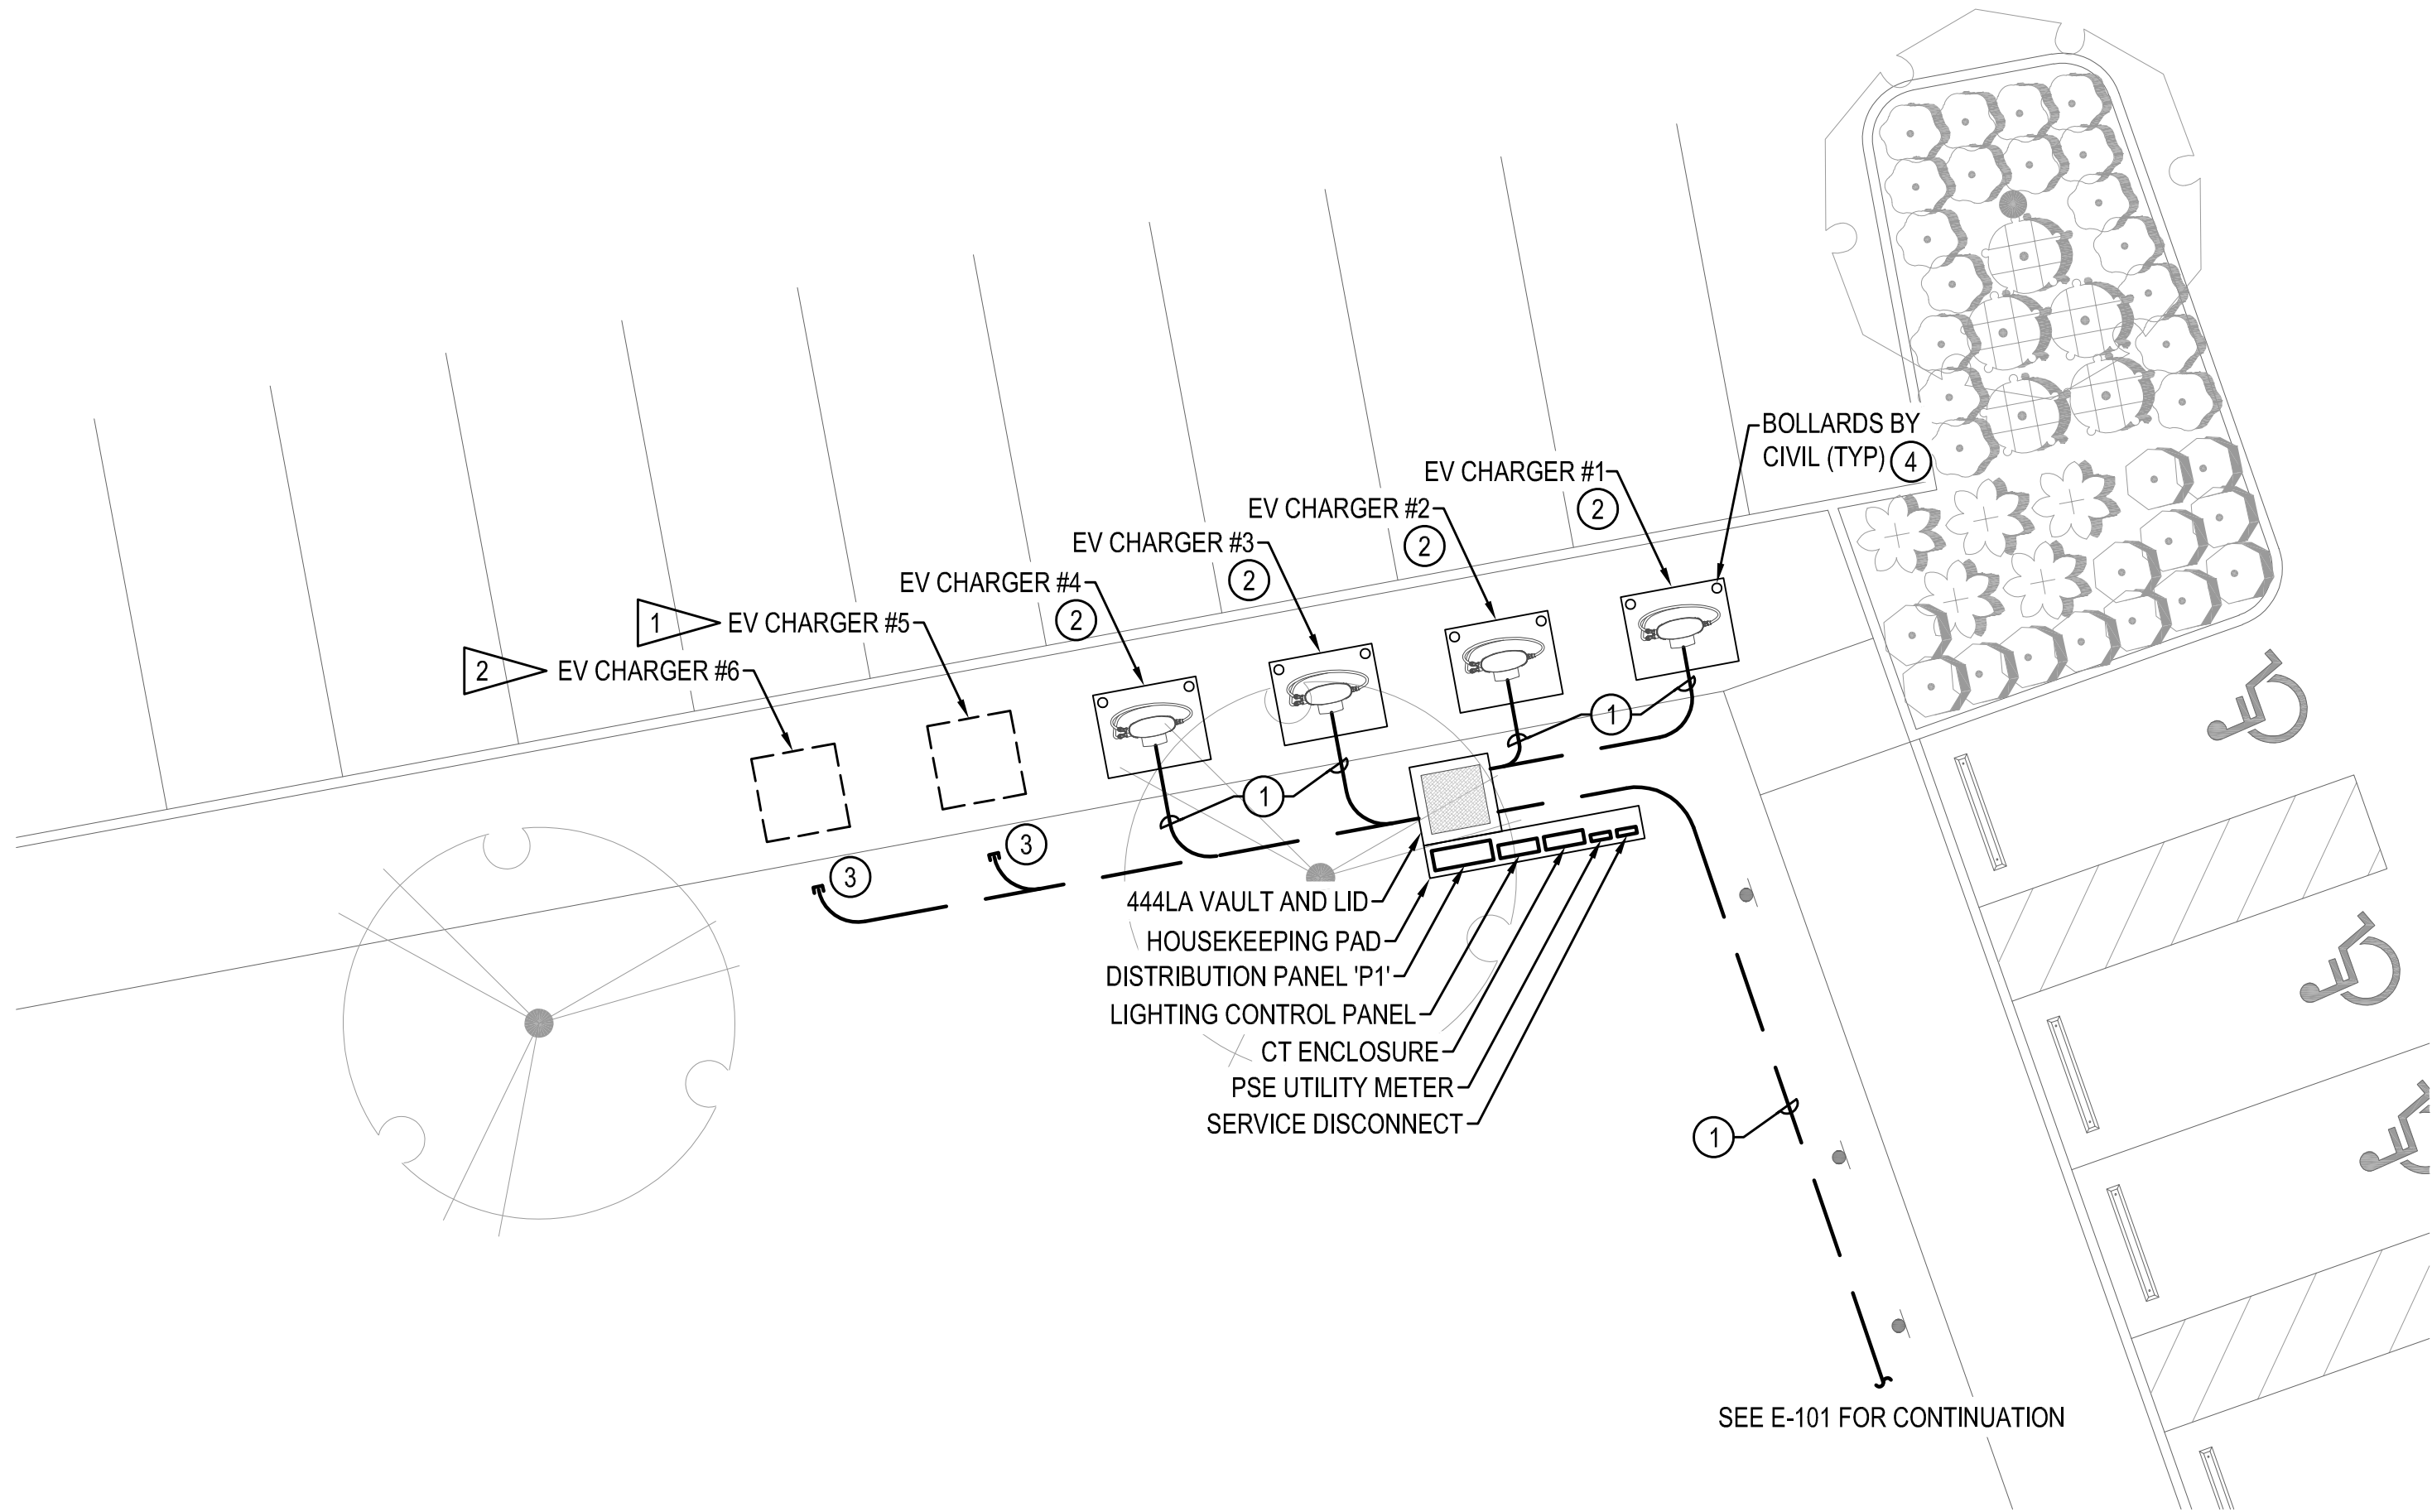 BOLLARDS BY
CIVIL (TYP) 4
EV CHARGER #1
2
EV CHARGER #2
2
EV CHARGER #3
2
EV CHARGER #4
2
1 EV CHARGER #5
2 EV CHARGER #6
1
1
3
3
444LA VAULT AND LID
HOUSEKEEPING PAD
DISTRIBUTION PANEL 'P1'
LIGHTING CONTROL PANEL
CT ENCLOSURE
PSE UTILITY METER
SERVICE DISCONNECT
1
SEE E-101 FOR CONTINUATION